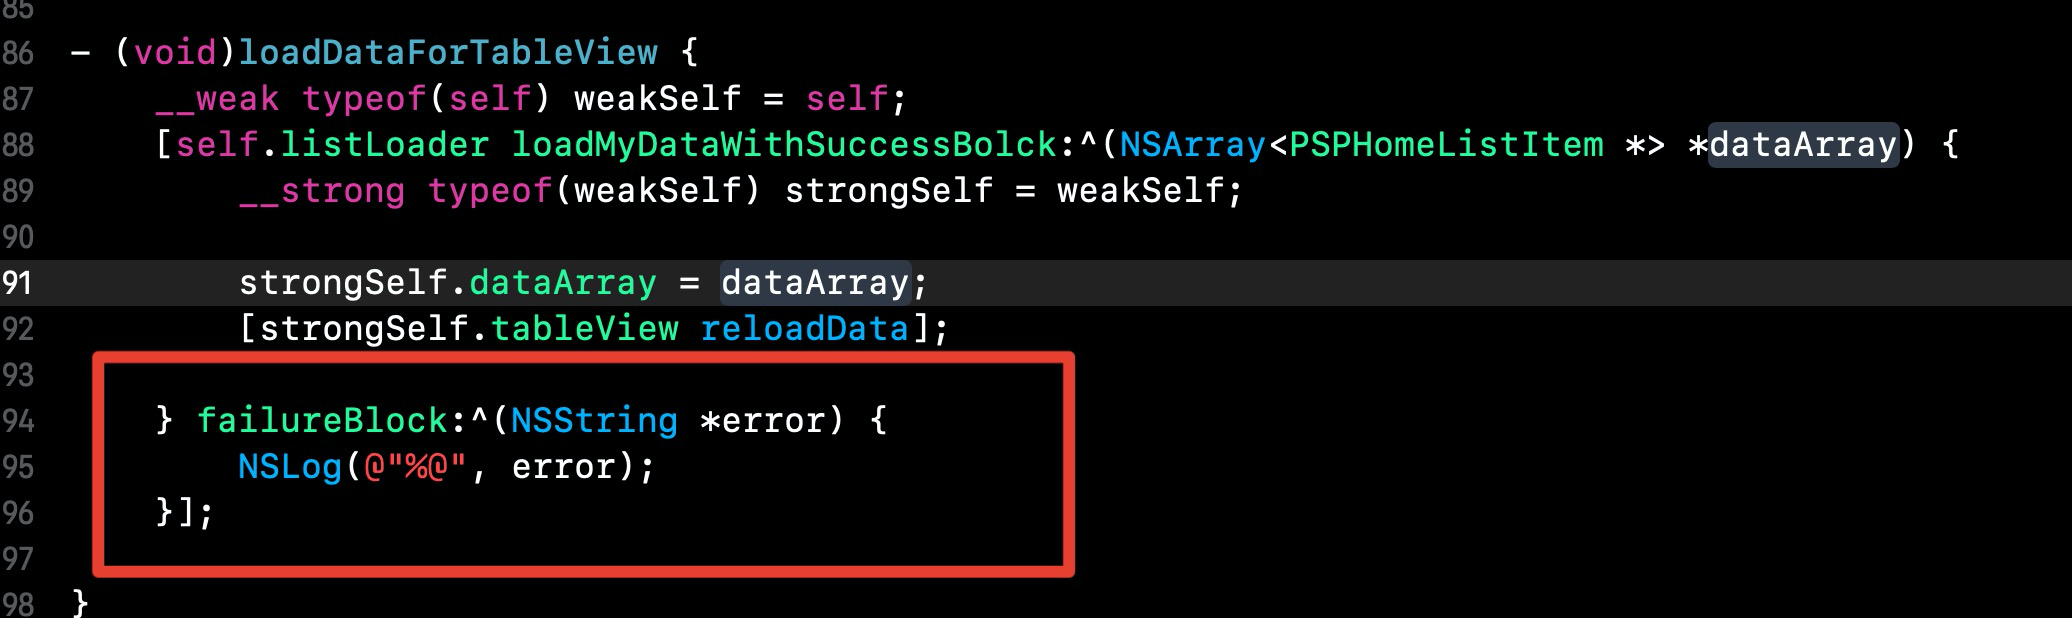 85
86 - (void)loadDataForTableView {
87 __weak typeof(self) weakSelf = self;
88 [self.listLoader loadMyDataWithSuccessBolck:^(NSArray<PSPHomeListItem *> *dataArray) {
89 __strong typeof(weakSelf) strongSelf = weakSelf;
90
91 strongSelf.dataArray = dataArray;
92 [strongSelf.tableView reloadData];
93
94 } failureBlock:^(NSString *error) {
95 NSLog(@"%@", error);
96 }];
97
98 }